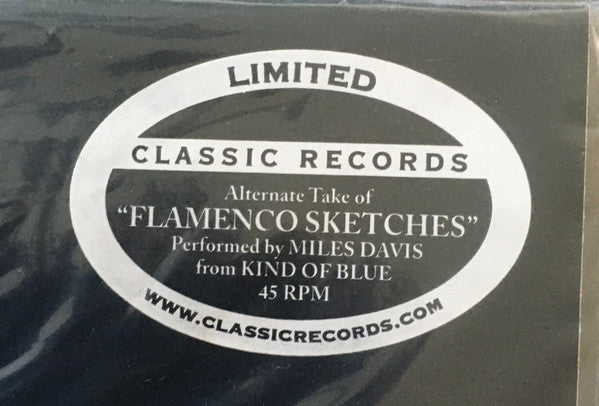 LIMITED
CLASSIC RECORDS
Alternate Take of
“FLAMENCO SKETCHES”
Performed by MILES DAVIS
from KIND OF BLUE
45 RPM
WWW.CLASSICRECORDS.COM